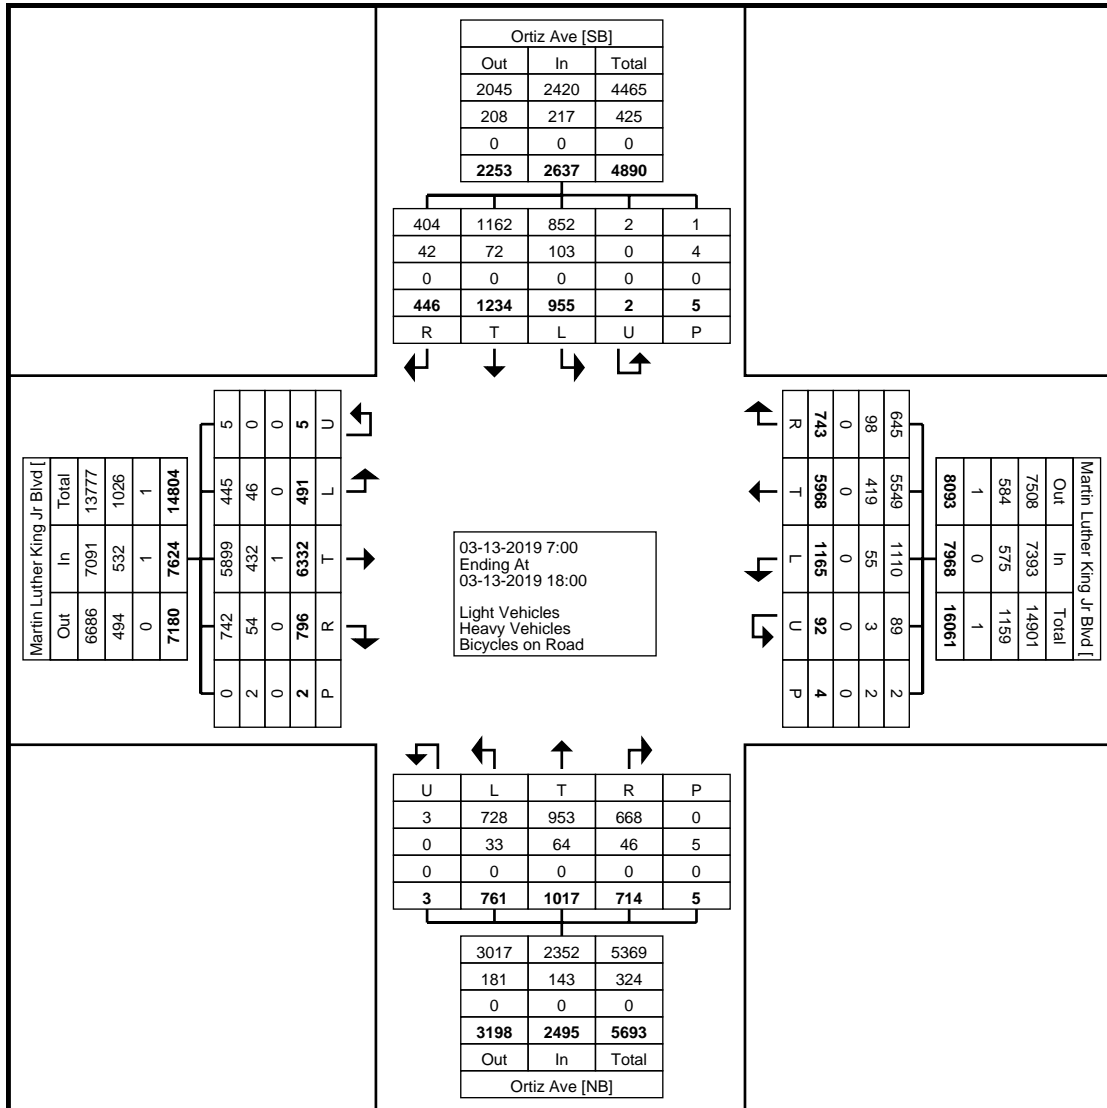 Ortiz Ave [SB]
Out In Total
2045 2420 4465
208 217 425
0 0 0
2253 2637 4890
404 1162 852 2 1
42 72 103 0 4
0 0 0 0 0
446 1234 955 2 5
R T L U P
Martin Luther King Jr Blvd [
Total In Out
13777 7091 6686
1026 532 494
1 1 0
14804 7624 7180
5 445 5899 742 0
0 46 432 54 2
0 0 1 0 0
5 491 6332 796 2
U L T R P
03-13-2019 7:00
Ending At
03-13-2019 18:00
Light Vehicles
Heavy Vehicles
Bicycles on Road
R T L U P
743 5968 1165 92 4
0 0 0 0 0
98 419 55 3 2
645 5549 1110 89 2
8093 7968 16061
1 0 1
584 575 1159
7508 7393 14901
Out In Total
Martin Luther King Jr Blvd [
U L T R P
3 728 953 668 0
0 33 64 46 5
0 0 0 0 0
3 761 1017 714 5
3017 2352 5369
181 143 324
0 0 0
3198 2495 5693
Out In Total
Ortiz Ave [NB]